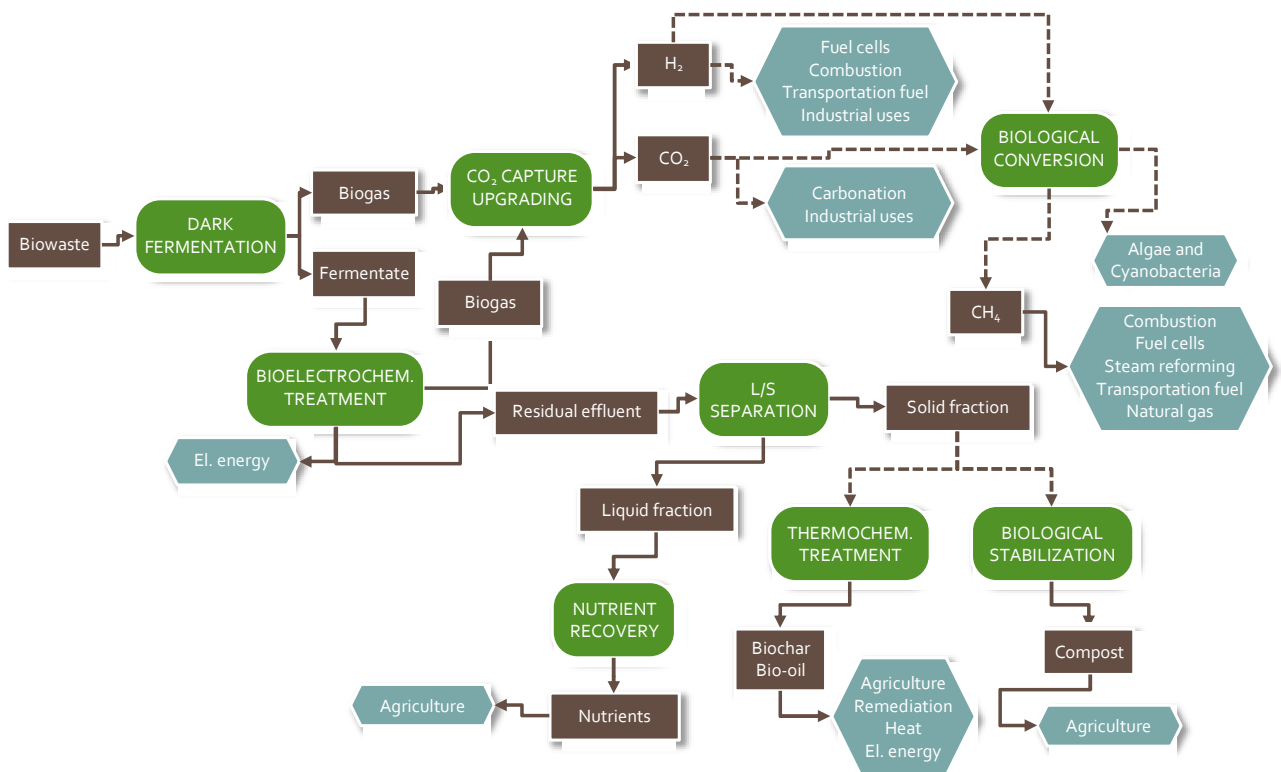 H₂
Fuel cells
Combustion
Transportation fuel
Industrial uses
CO₂
BIOLOGICAL
CONVERSION
CO₂ CAPTURE
UPGRADING
Biogas
Carbonation
Industrial uses
DARK
FERMENTATION
Biowaste
Fermentate
Algae and
Cyanobacteria
Biogas
CH₄
Combustion
Fuel cells
Steam reforming
Transportation fuel
Natural gas
BIOELECTROCHEM.
TREATMENT
L/S
SEPARATION
Residual effluent
Solid fraction
El. energy
Liquid fraction
THERMOCHEM.
TREATMENT
BIOLOGICAL
STABILIZATION
NUTRIENT
RECOVERY
Biochar
Bio-oil
Compost
Agriculture
Nutrients
Agriculture
Remediation
Heat
El. energy
Agriculture